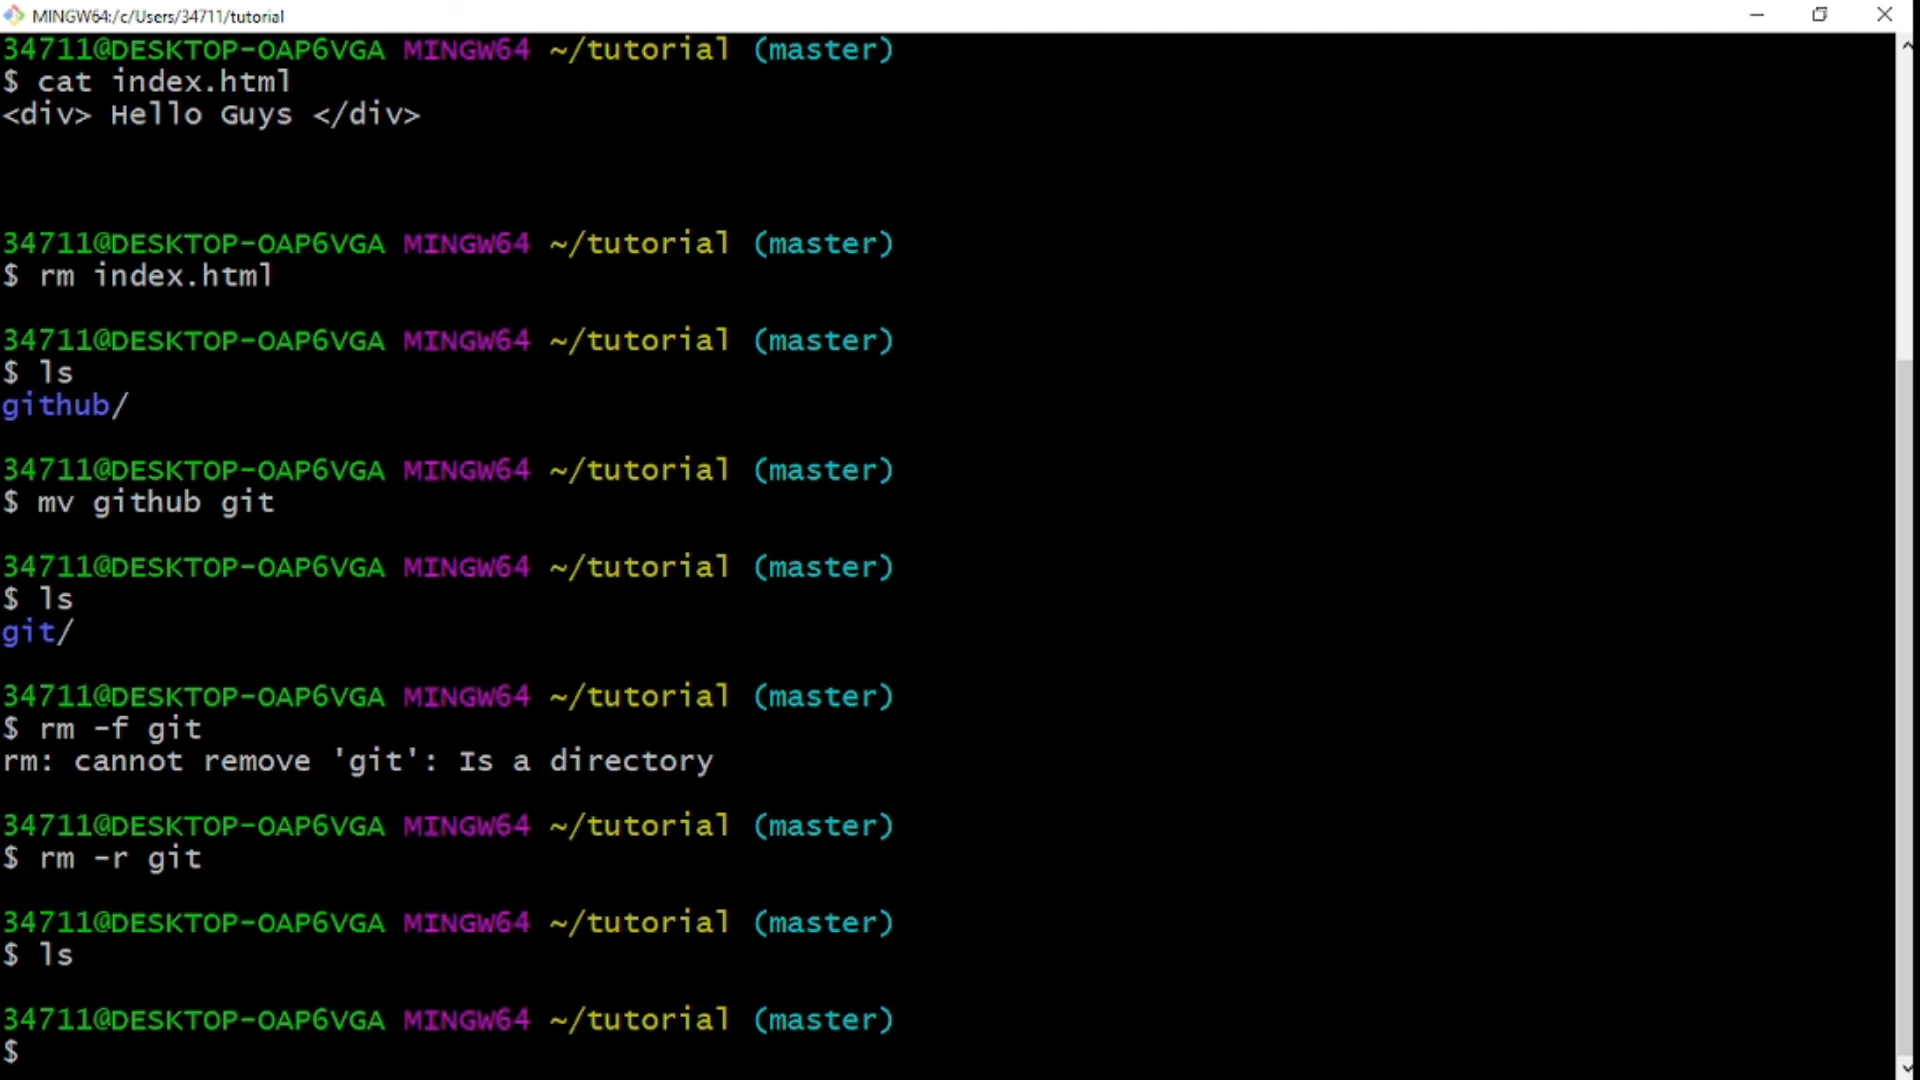 MINGW64:/c/Users/34711/tutorial
34711@DESKTOP-OAP6VGA MINGW64 ~/tutorial (master)
$ cat index.html
<div> Hello Guys </div>
34711@DESKTOP-OAP6VGA MINGW64 ~/tutorial (master)
$ rm index.html
34711@DESKTOP-OAP6VGA MINGW64 ~/tutorial (master)
$ ls
github/
34711@DESKTOP-OAP6VGA MINGW64 ~/tutorial (master)
$ mv github git
34711@DESKTOP-OAP6VGA MINGW64 ~/tutorial (master)
$ ls
git/
34711@DESKTOP-OAP6VGA MINGW64 ~/tutorial (master)
$ rm -f git
rm: cannot remove 'git': Is a directory
34711@DESKTOP-OAP6VGA MINGW64 ~/tutorial (master)
$ rm -r git
34711@DESKTOP-OAP6VGA MINGW64 ~/tutorial (master)
$ ls
34711@DESKTOP-OAP6VGA MINGW64 ~/tutorial (master)
$